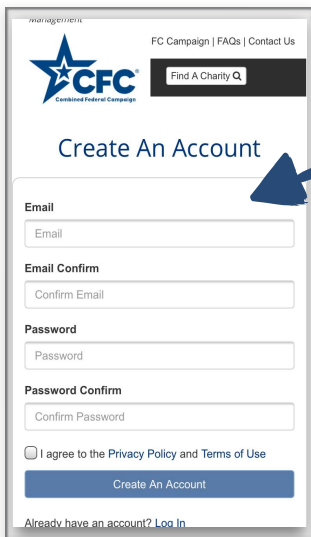 Management
FC Campaign | FAQs | Contact Us
CFC
Combined Federal Campaign
Find A Charity
Create An Account
Email
Email
Email Confirm
Confirm Email
Password
Password
Password Confirm
Confirm Password
I agree to the Privacy Policy and Terms of Use
Create An Account
Already have an account? Log In